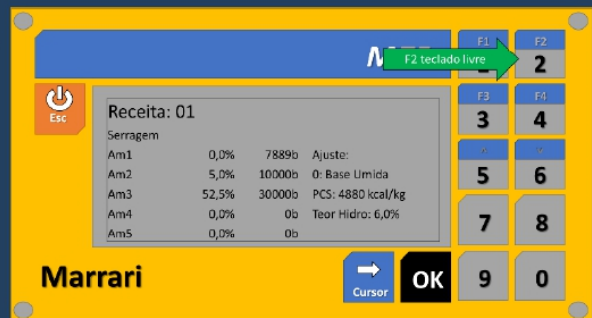 F1
F2
F2 teclado livre
2
Esc
Receita: 01
Serragem
Am1 0,0% 7889b Ajuste:
Am2 5,0% 10000b 0: Base Umida
Am3 52,5% 30000b PCS: 4880 kcal/kg
Am4 0,0% 0b Teor Hidro: 6,0%
Am5 0,0% 0b
F3
F4
3
4
5
6
7
8
Marrari
Cursor
OK
9
0